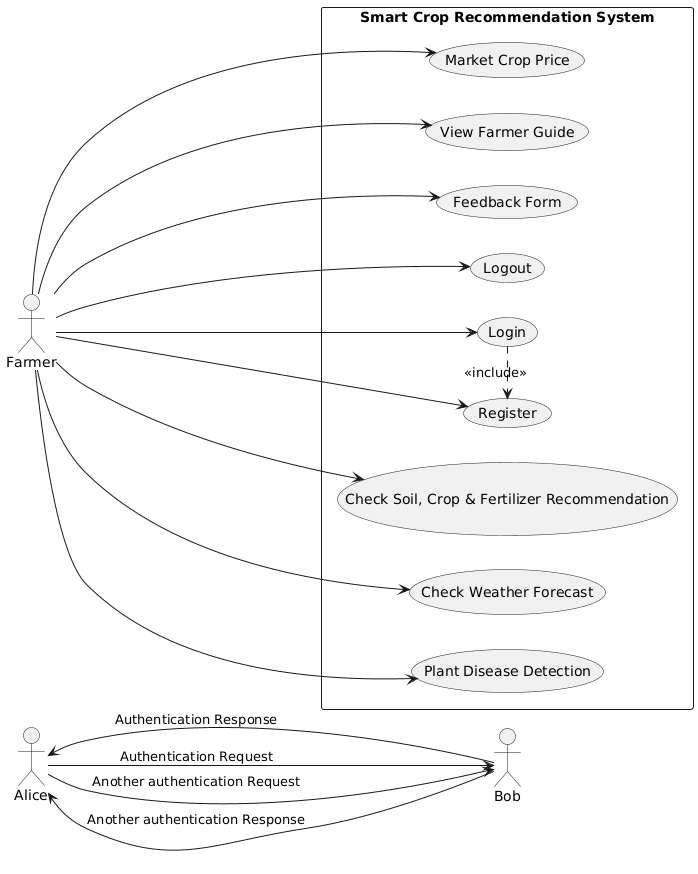 Smart Crop Recommendation System
Market Crop Price
View Farmer Guide
Feedback Form
Logout
Login
Farmer
«include»
Register
Check Soil, Crop & Fertilizer Recommendation
Check Weather Forecast
Plant Disease Detection
Authentication Response
Authentication Request
Another authentication Request
Alice
Bob
Another authentication Response